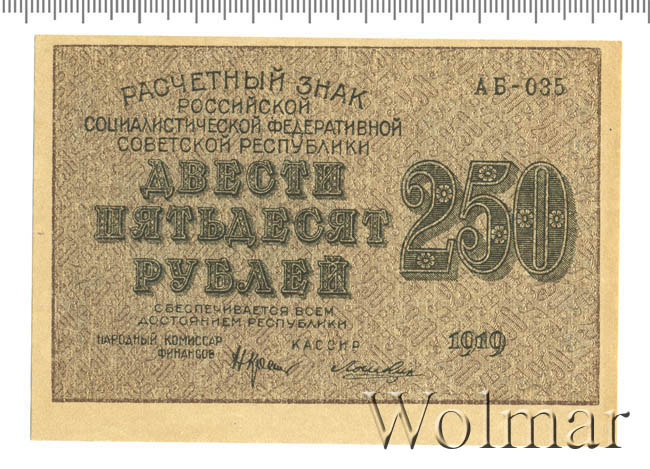 РАСЧЕТНЫЙ ЗНАК
РОССИЙСКОЙ
СОЦИАЛИСТИЧЕСКОЙ ФЕДЕРАТИВНОЙ
СОВЕТСКОЙ РЕСПУБЛИКИ
АБ-035
ДВЕСТИ
ПЯТЬДЕСЯТ
РУБЛЕЙ
250
ОБЕСПЕЧИВАЕТСЯ ВСЕМ
ДОСТОЯНИЕМ РЕСПУБЛИКИ
НАРОДНЫЙ КОМИССАР
ФИНАНСОВ
КАССИР
1919
Wolmar